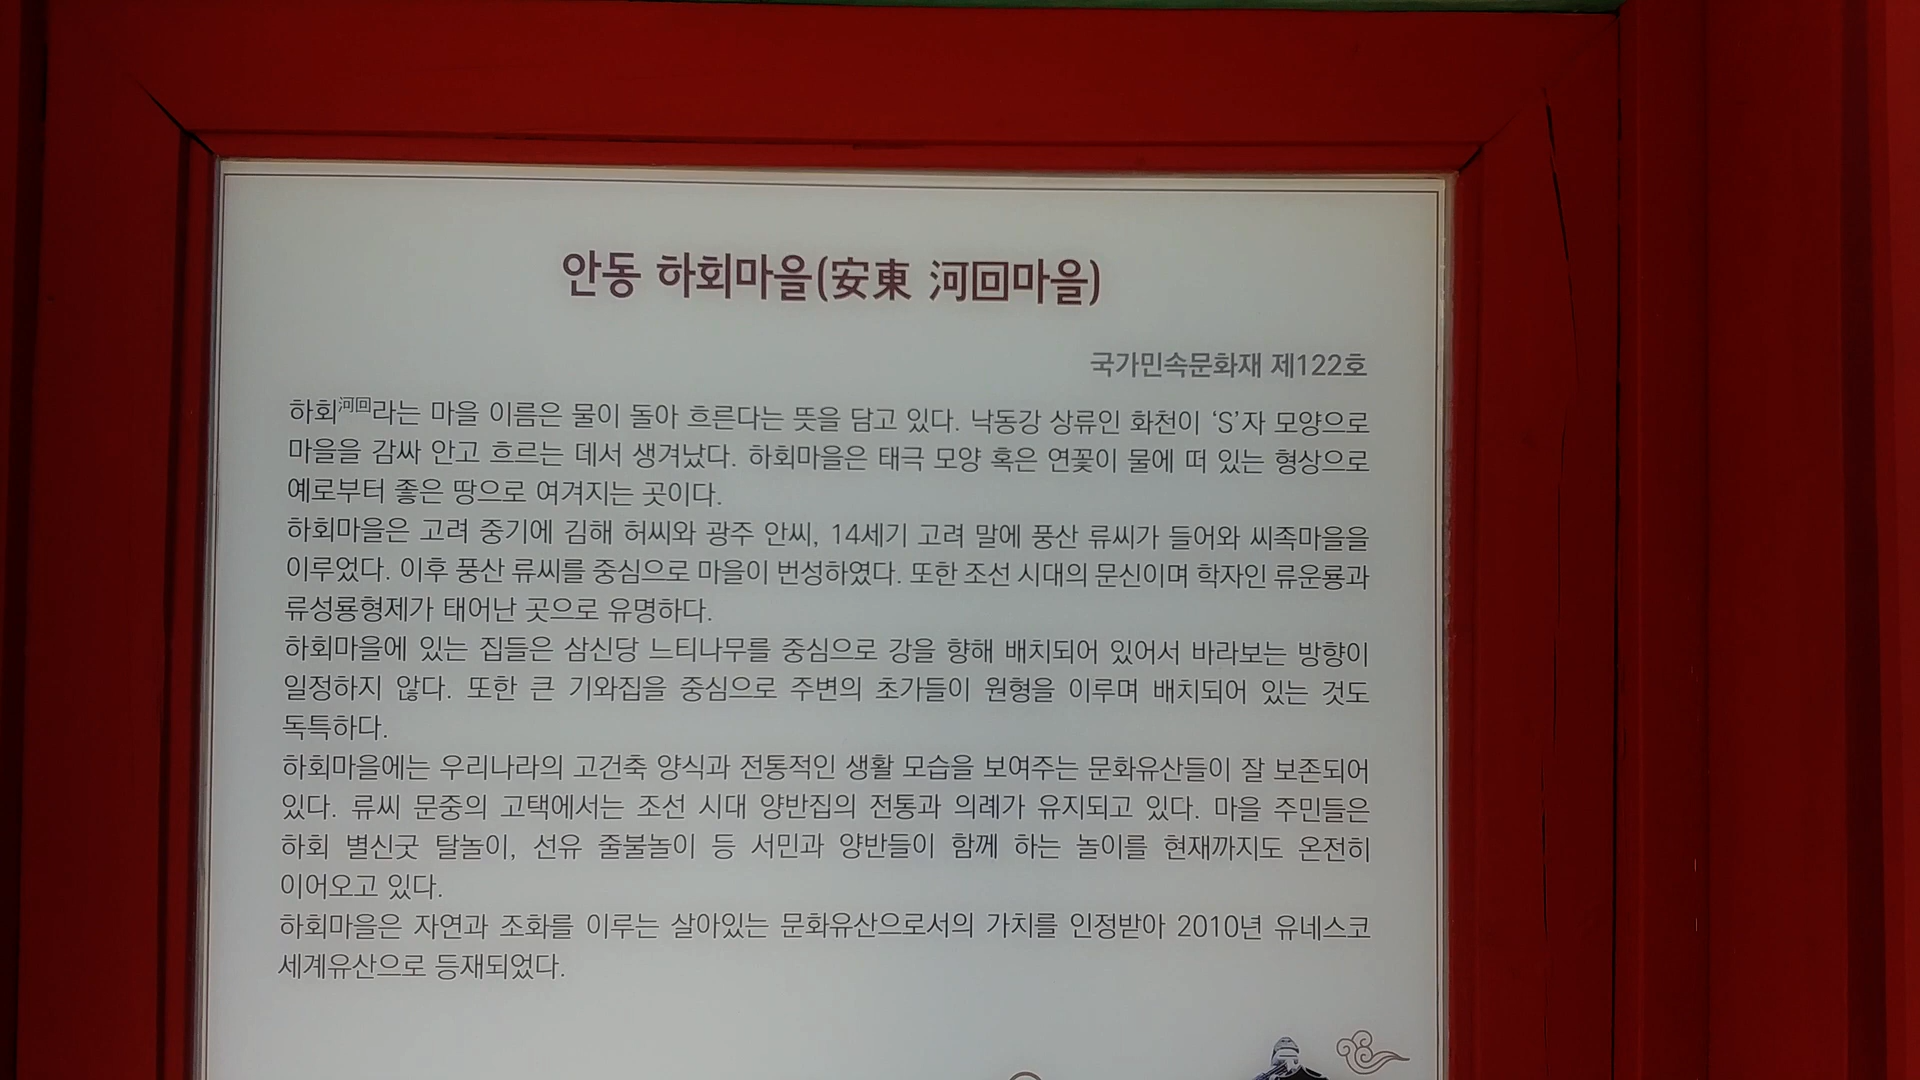 안동 하회마을(安東 河回마을)
국가민속문화재 제122호
하회河回라는 마을 이름은 물이 돌아 흐른다는 뜻을 담고 있다. 낙동강 상류인 화천이 ‘S’자 모양으로
마을을 감싸 안고 흐르는 데서 생겨났다. 하회마을은 태극 모양 혹은 연꽃이 물에 떠 있는 형상으로
예로부터 좋은 땅으로 여겨지는 곳이다.
하회마을은 고려 중기에 김해 허씨와 광주 안씨, 14세기 고려 말에 풍산 류씨가 들어와 씨족마을을
이루었다. 이후 풍산 류씨를 중심으로 마을이 번성하였다. 또한 조선 시대의 문신이며 학자인 류운룡과
류성룡형제가 태어난 곳으로 유명하다.
하회마을에 있는 집들은 삼신당 느티나무를 중심으로 강을 향해 배치되어 있어서 바라보는 방향이
일정하지 않다. 또한 큰 기와집을 중심으로 주변의 초가들이 원형을 이루며 배치되어 있는 것도
독특하다.
하회마을에는 우리나라의 고건축 양식과 전통적인 생활 모습을 보여주는 문화유산들이 잘 보존되어
있다. 류씨 문중의 고택에서는 조선 시대 양반집의 전통과 의례가 유지되고 있다. 마을 주민들은
하회 별신굿 탈놀이, 선유 줄불놀이 등 서민과 양반들이 함께 하는 놀이를 현재까지도 온전히
이어오고 있다.
하회마을은 자연과 조화를 이루는 살아있는 문화유산으로서의 가치를 인정받아 2010년 유네스코
세계유산으로 등재되었다.